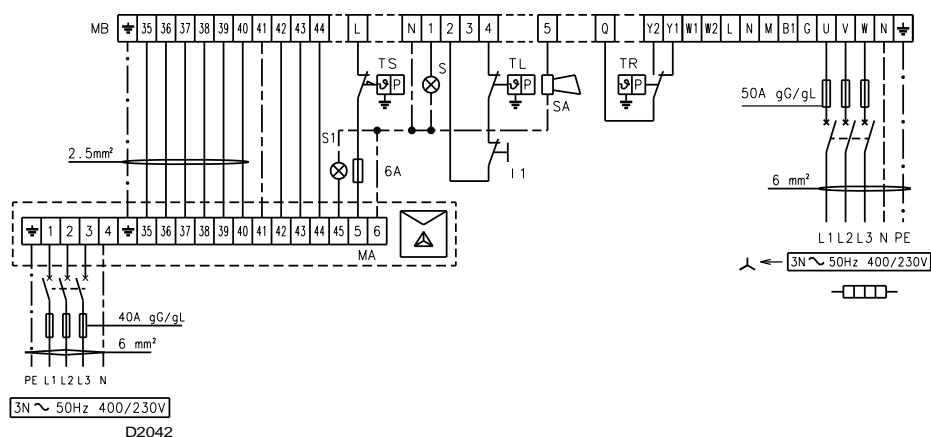 MB ⏚ 35 36 37 38 39 40 41 42 43 44 L N 1 2 3 4 5 Q Y2 Y1 W1 W2 L N M B1 G U V W N ⏚
TS S TL TR
ϑ P ϑ P ϑ P
SA
50A gG/gL
S1
6A
I1
2.5mm²
6 mm²
⏚ 1 2 3 4 ⏚ 35 36 37 38 39 40 41 42 43 44 45 5 6
MA
L1 L2 L3 N PE
3N ~ 50Hz 400/230V
40A gG/gL
6 mm²
PE L1 L2 L3 N
3N ~ 50Hz 400/230V
D2042